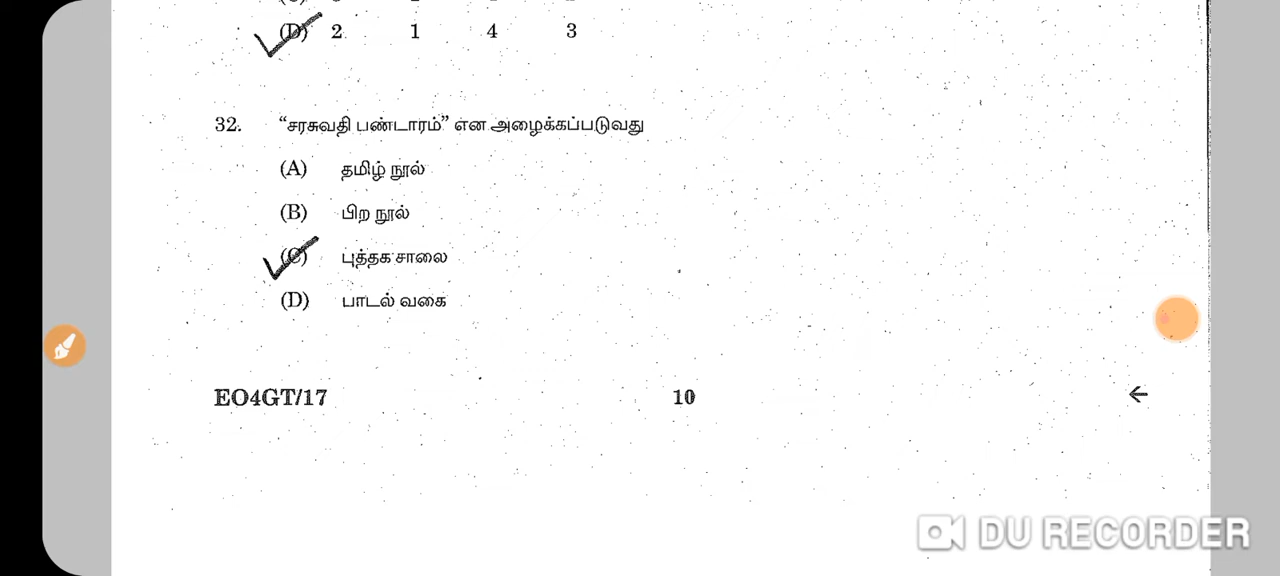 (D) 2 1 4 3
32. “சரசுவதி பண்டாரம்” என அழைக்கப்படுவது
(A) தமிழ் நூல்
(B) பிற நூல்
(C) புத்தக சாலை
(D) பாடல் வகை
EO4GT/17 10 ←
DU RECORDER